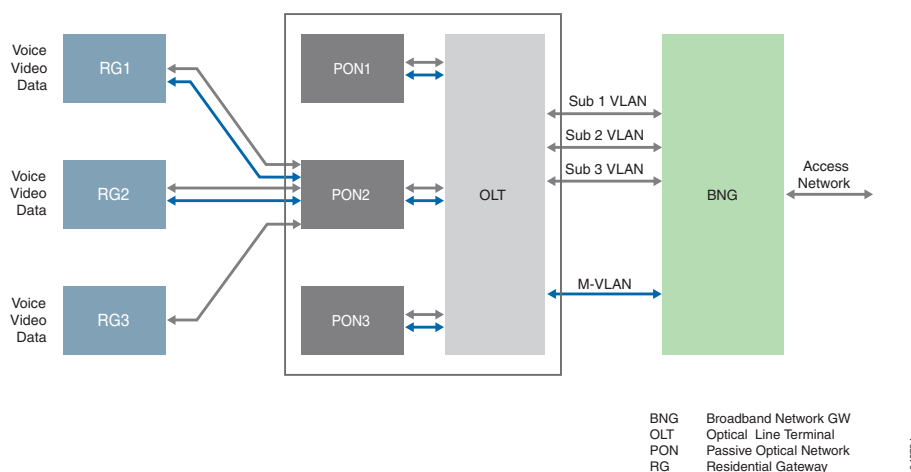 Voice
Video
Data
RG1
PON1
Sub 1 VLAN
Sub 2 VLAN
Sub 3 VLAN
Voice
Video
Data
RG2
PON2
OLT
BNG
Access
Network
M-VLAN
Voice
Video
Data
RG3
PON3
BNG Broadband Network GW
OLT Optical Line Terminal
PON Passive Optical Network
RG Residential Gateway